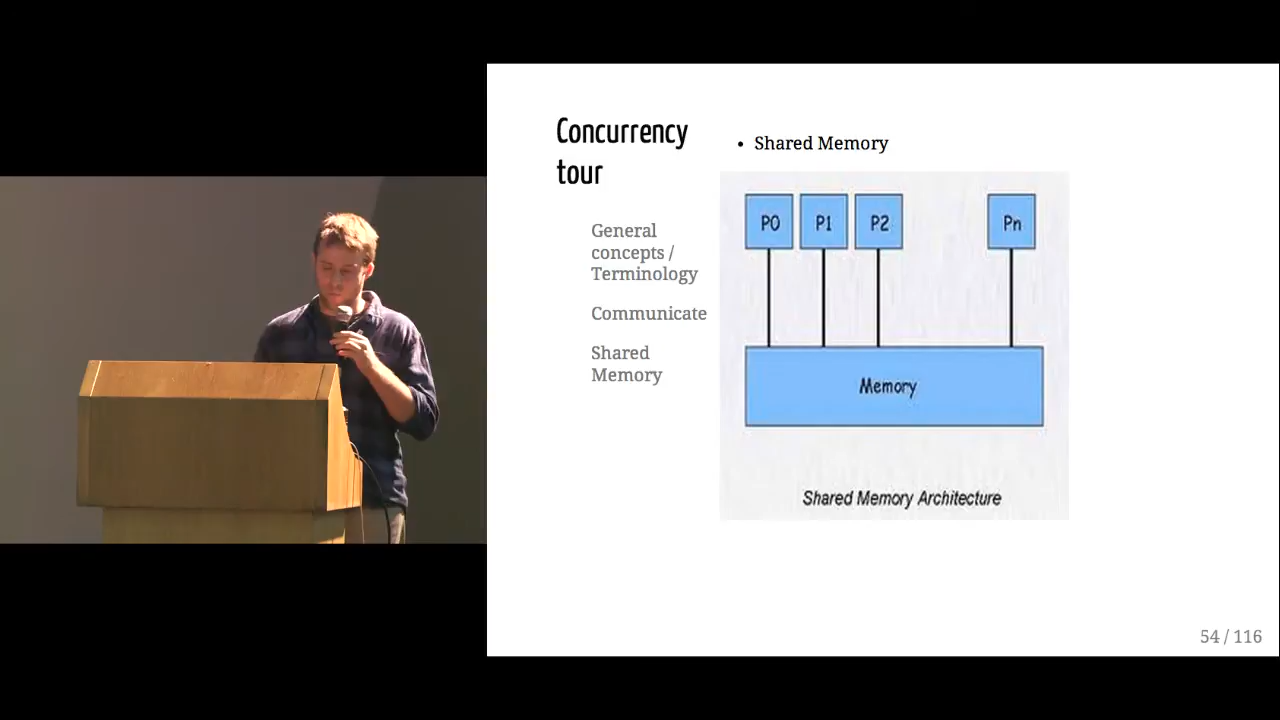 Concurrency
tour
General
concepts /
Terminology
Communicate
Shared
Memory
• Shared Memory
P0 P1 P2 Pn
Memory
Shared Memory Architecture
54 / 116